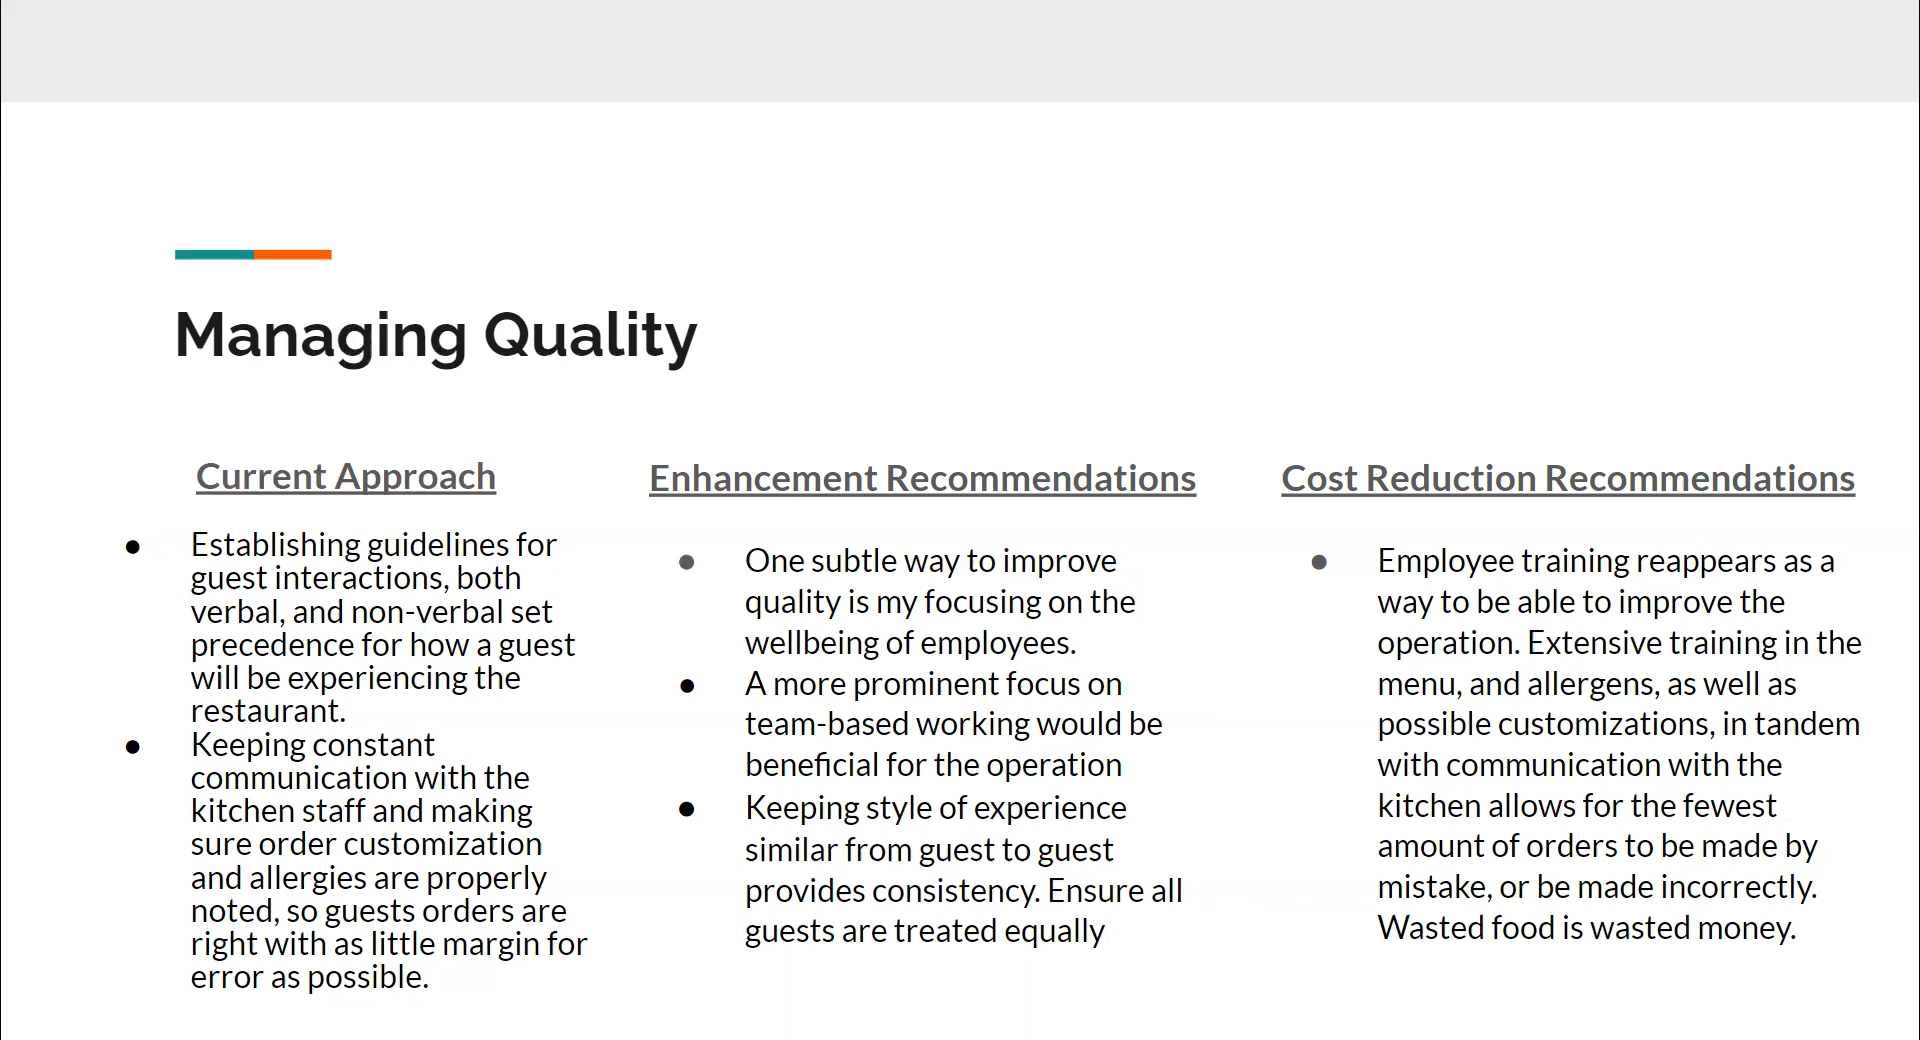 Managing Quality
Current Approach
● Establishing guidelines for
guest interactions, both
verbal, and non-verbal set
precedence for how a guest
will be experiencing the
restaurant.
● Keeping constant
communication with the
kitchen staff and making
sure order customization
and allergies are properly
noted, so guests orders are
right with as little margin for
error as possible.
Enhancement Recommendations
● One subtle way to improve
quality is my focusing on the
wellbeing of employees.
● A more prominent focus on
team-based working would be
beneficial for the operation
● Keeping style of experience
similar from guest to guest
provides consistency. Ensure all
guests are treated equally
Cost Reduction Recommendations
● Employee training reappears as a
way to be able to improve the
operation. Extensive training in the
menu, and allergens, as well as
possible customizations, in tandem
with communication with the
kitchen allows for the fewest
amount of orders to be made by
mistake, or be made incorrectly.
Wasted food is wasted money.